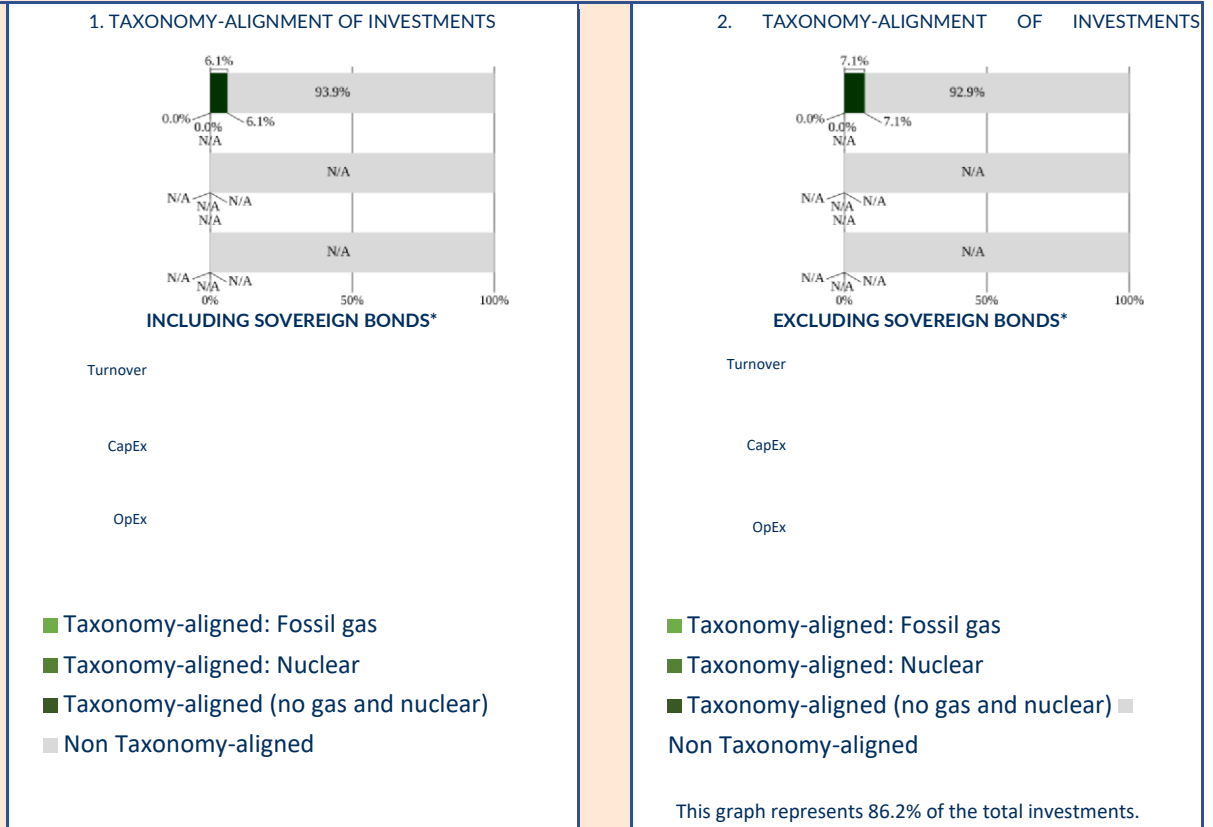 1. TAXONOMY-ALIGNMENT OF INVESTMENTS
6.1%
93.9%
0.0%
0.0%
6.1%
N/A
N/A
N/A
N/A
N/A
N/A
N/A
N/A
N/A
N/A
0% 50% 100%
INCLUDING SOVEREIGN BONDS*
Turnover
CapEx
OpEx
Taxonomy-aligned: Fossil gas
Taxonomy-aligned: Nuclear
Taxonomy-aligned (no gas and nuclear)
Non Taxonomy-aligned
2. TAXONOMY-ALIGNMENT OF INVESTMENTS
7.1%
92.9%
0.0%
0.0%
7.1%
N/A
N/A
N/A
N/A
N/A
N/A
N/A
N/A
N/A
N/A
0% 50% 100%
EXCLUDING SOVEREIGN BONDS*
Turnover
CapEx
OpEx
Taxonomy-aligned: Fossil gas
Taxonomy-aligned: Nuclear
Taxonomy-aligned (no gas and nuclear)
Non Taxonomy-aligned
This graph represents 86.2% of the total investments.